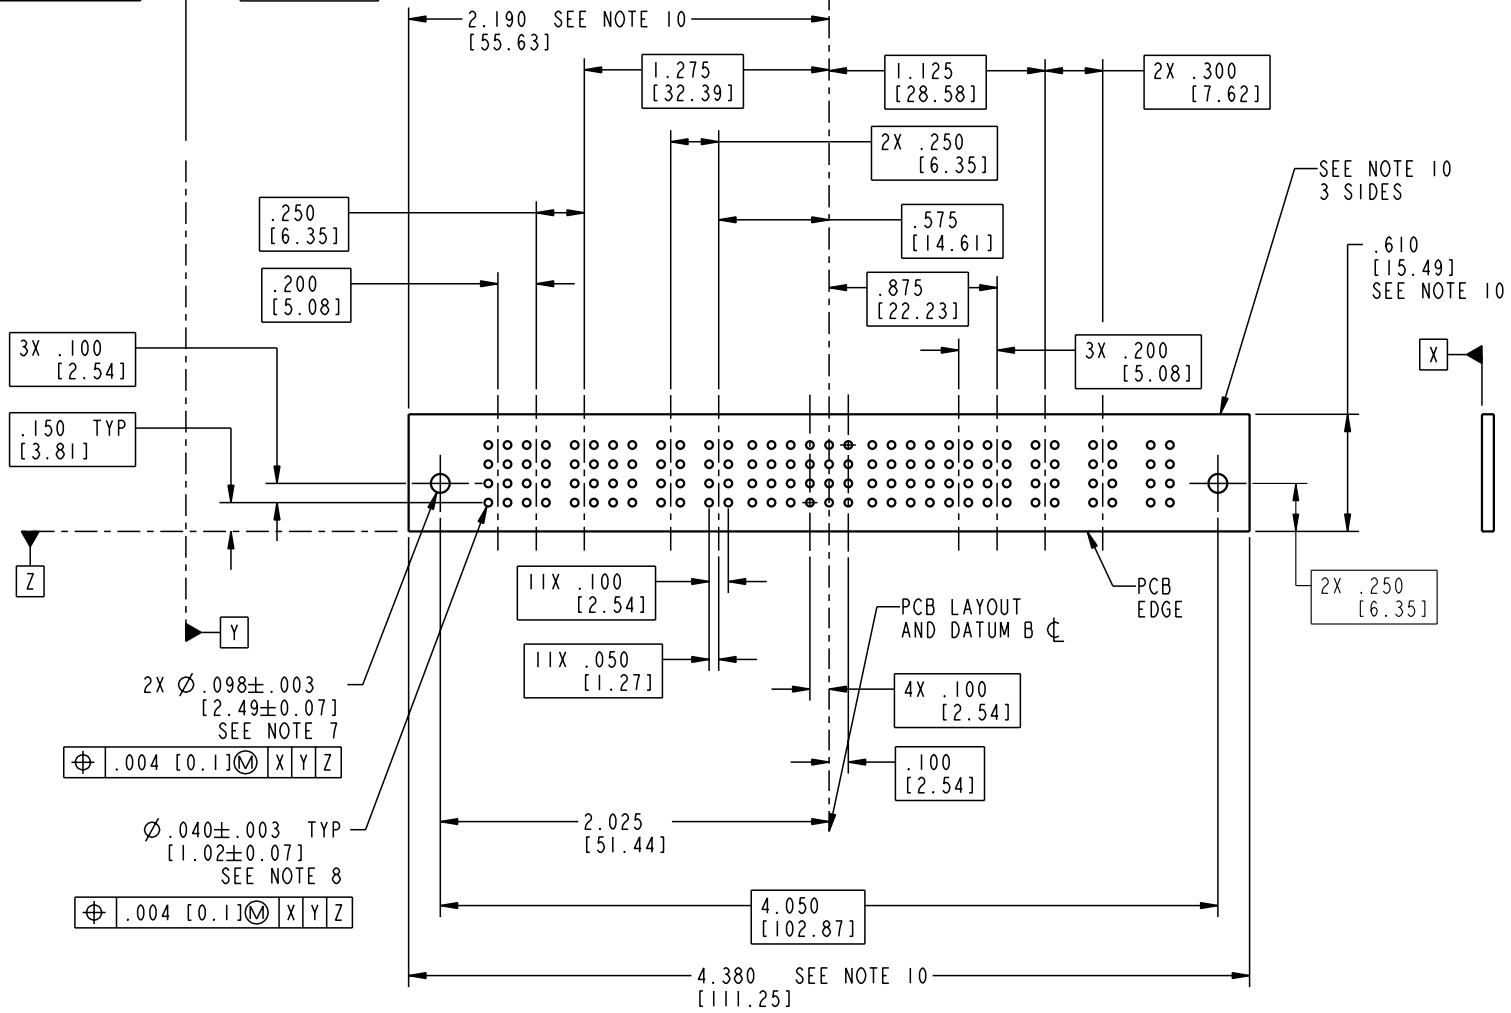 2.190 SEE NOTE 10
[55.63]
1.275
[32.39]
1.125
[28.58]
2X .300
[7.62]
2X .250
[6.35]
SEE NOTE 10
3 SIDES
.250
[6.35]
.575
[14.61]
.610
[15.49]
SEE NOTE 10
.200
[5.08]
.875
[22.23]
3X .100
[2.54]
3X .200
[5.08]
X
.150 TYP
[3.81]
Z
11X .100
[2.54]
PCB
EDGE
2X .250
[6.35]
PCB LAYOUT
AND DATUM B ℄
Y
11X .050
[1.27]
2X Ø.098±.003
[2.49±0.07]
SEE NOTE 7
4X .100
[2.54]
⌖ .004 [0.1]Ⓜ X Y Z
.100
[2.54]
Ø.040±.003 TYP
[1.02±0.07]
SEE NOTE 8
2.025
[51.44]
⌖ .004 [0.1]Ⓜ X Y Z
4.050
[102.87]
4.380 SEE NOTE 10
[111.25]